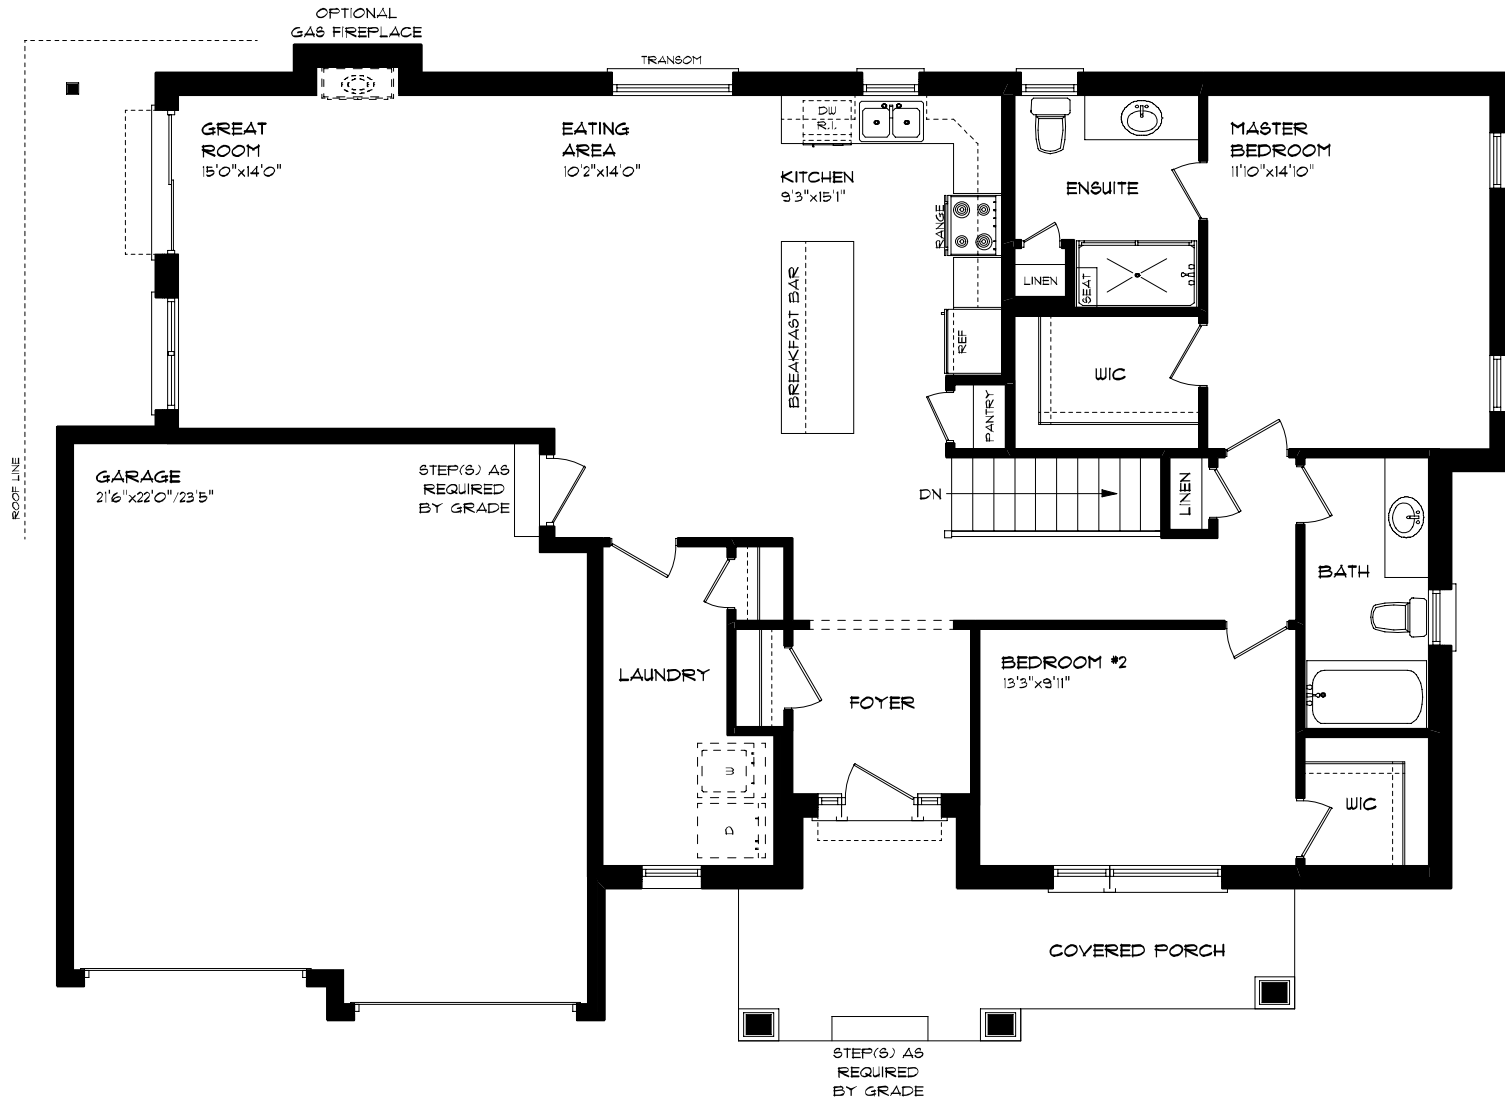 OPTIONAL
GAS FIREPLACE
TRANSOM
GREAT
ROOM
15'0"x14'0"
EATING
AREA
10'2"x14'0"
DW
R.I.
KITCHEN
9'3"x15'1"
RANGE
REF
BREAKFAST BAR
PANTRY
ENSUITE
LINEN
SEAT
WIC
MASTER
BEDROOM
11'10"x14'10"
ROOF LINE
GARAGE
21'6"x22'0"/23'5"
STEP(S) AS
REQUIRED
BY GRADE
DN
LINEN
BATH
LAUNDRY
W
D
FOYER
BEDROOM #2
13'3"x9'11"
WIC
COVERED PORCH
STEP(S) AS
REQUIRED
BY GRADE